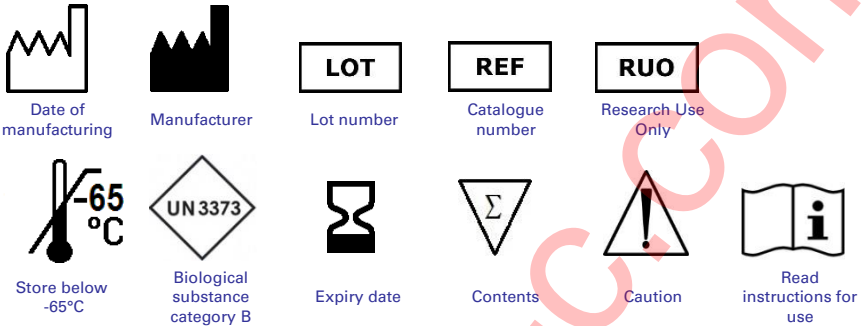 LOT
REF
RUO
Date of
manufacturing
Manufacturer
Lot number
Catalogue
number
Research Use
Only
-65
°C
UN 3373
Σ
!
i
Store below
-65°C
Biological
substance
category B
Expiry date
Contents
Caution
Read
instructions for
use